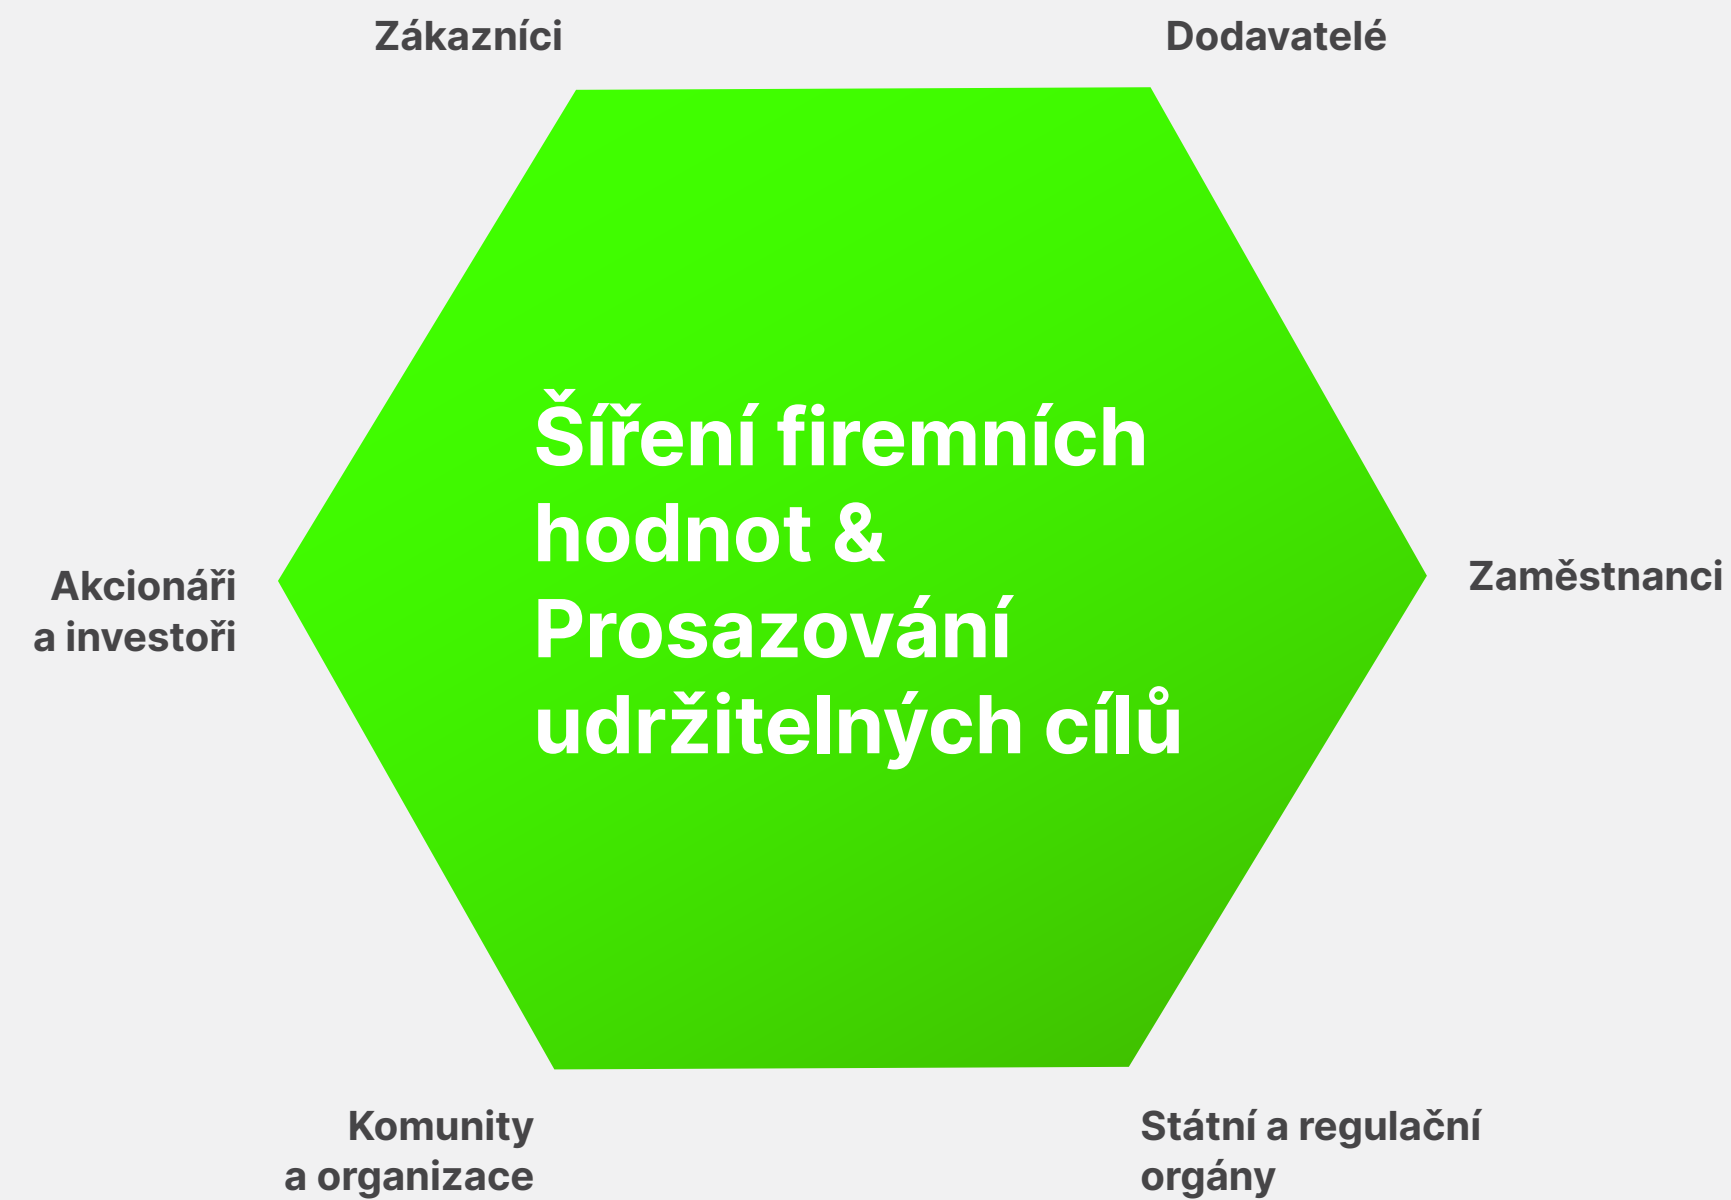 Zákazníci
Dodavatelé
Šíření firemních
hodnot &
Prosazování
udržitelných cílů
Akcionáři
a investoři
Zaměstnanci
Komunity
a organizace
Státní a regulační
orgány